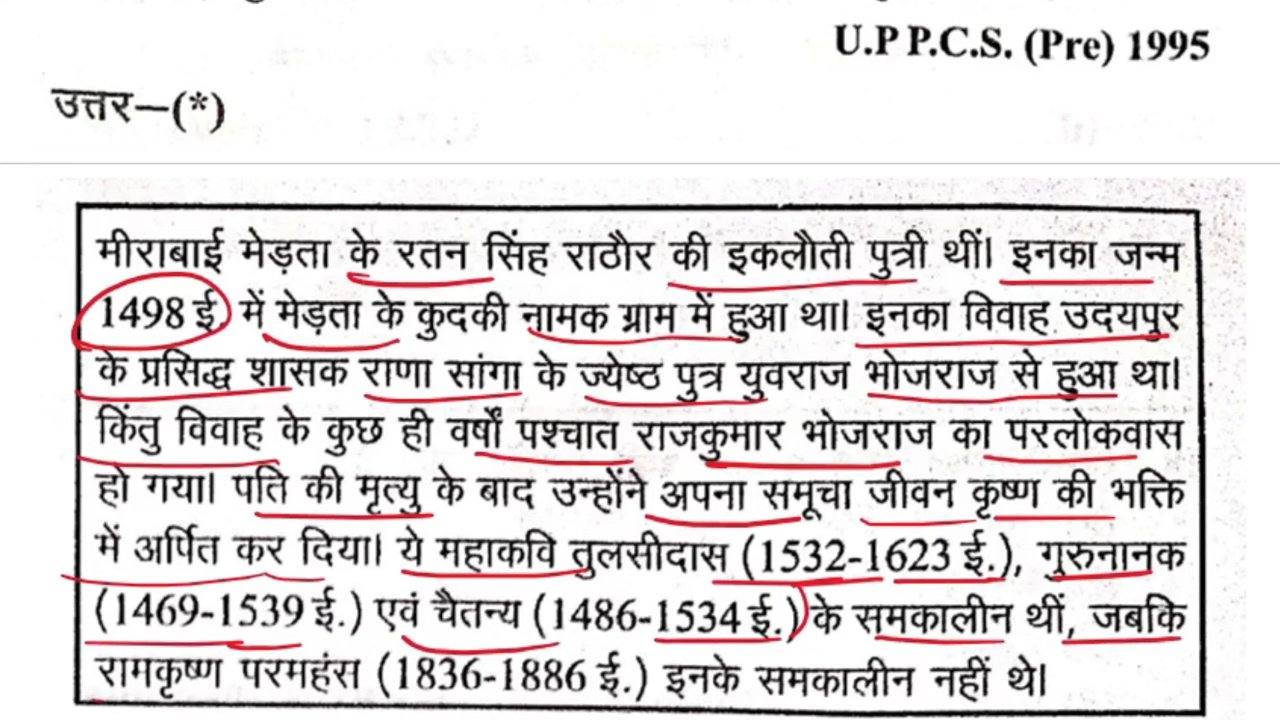 U.P P.C.S. (Pre) 1995
उत्तर—(*)
मीराबाई मेड़ता के रतन सिंह राठौर की इकलौती पुत्री थीं। इनका जन्म
1498 ई. में मेड़ता के कुदकी नामक ग्राम में हुआ था। इनका विवाह उदयपुर
के प्रसिद्ध शासक राणा सांगा के ज्येष्ठ पुत्र युवराज भोजराज से हुआ था।
किंतु विवाह के कुछ ही वर्षों पश्चात राजकुमार भोजराज का परलोकवास
हो गया। पति की मृत्यु के बाद उन्होंने अपना समूचा जीवन कृष्ण की भक्ति
में अर्पित कर दिया। ये महाकवि तुलसीदास (1532-1623 ई.), गुरुनानक
(1469-1539 ई.) एवं चैतन्य (1486-1534 ई.) के समकालीन थीं, जबकि
रामकृष्ण परमहंस (1836-1886 ई.) इनके समकालीन नहीं थे।